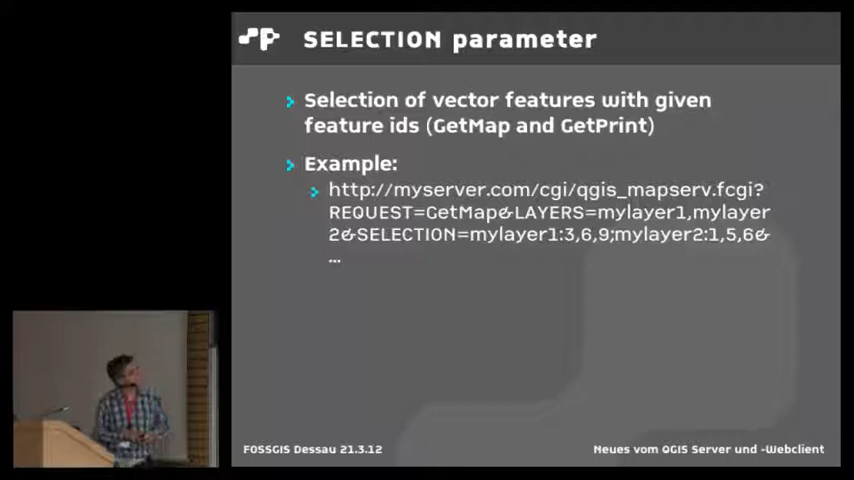 SELECTION parameter
Selection of vector features with given
feature ids (GetMap and GetPrint)
Example:
http://myserver.com/cgi/qgis_mapserv.fcgi?
REQUEST=GetMap&LAYERS=mylayer1,mylayer
2&SELECTION=mylayer1:3,6,9;mylayer2:1,5,6&
...
FOSSGIS Dessau 21.3.12
Neues vom QGIS Server und -Webclient